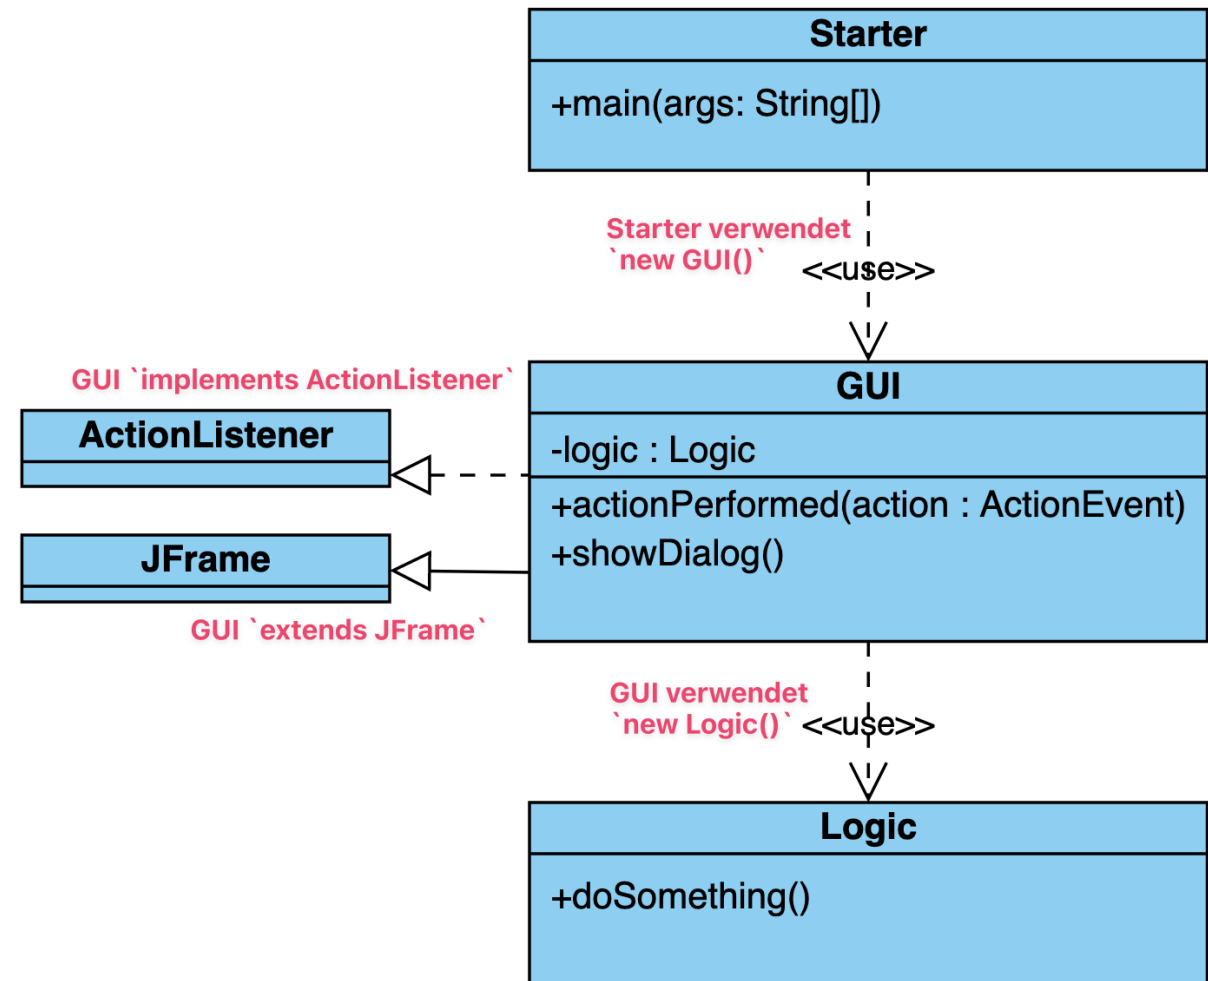 Starter
+main(args: String[])
Starter verwendet
`new GUI()`
<<use>>
GUI `implements ActionListener`
GUI
ActionListener
-logic : Logic
+actionPerformed(action : ActionEvent)
+showDialog()
JFrame
GUI `extends JFrame`
GUI verwendet
`new Logic()`
<<use>>
Logic
+doSomething()